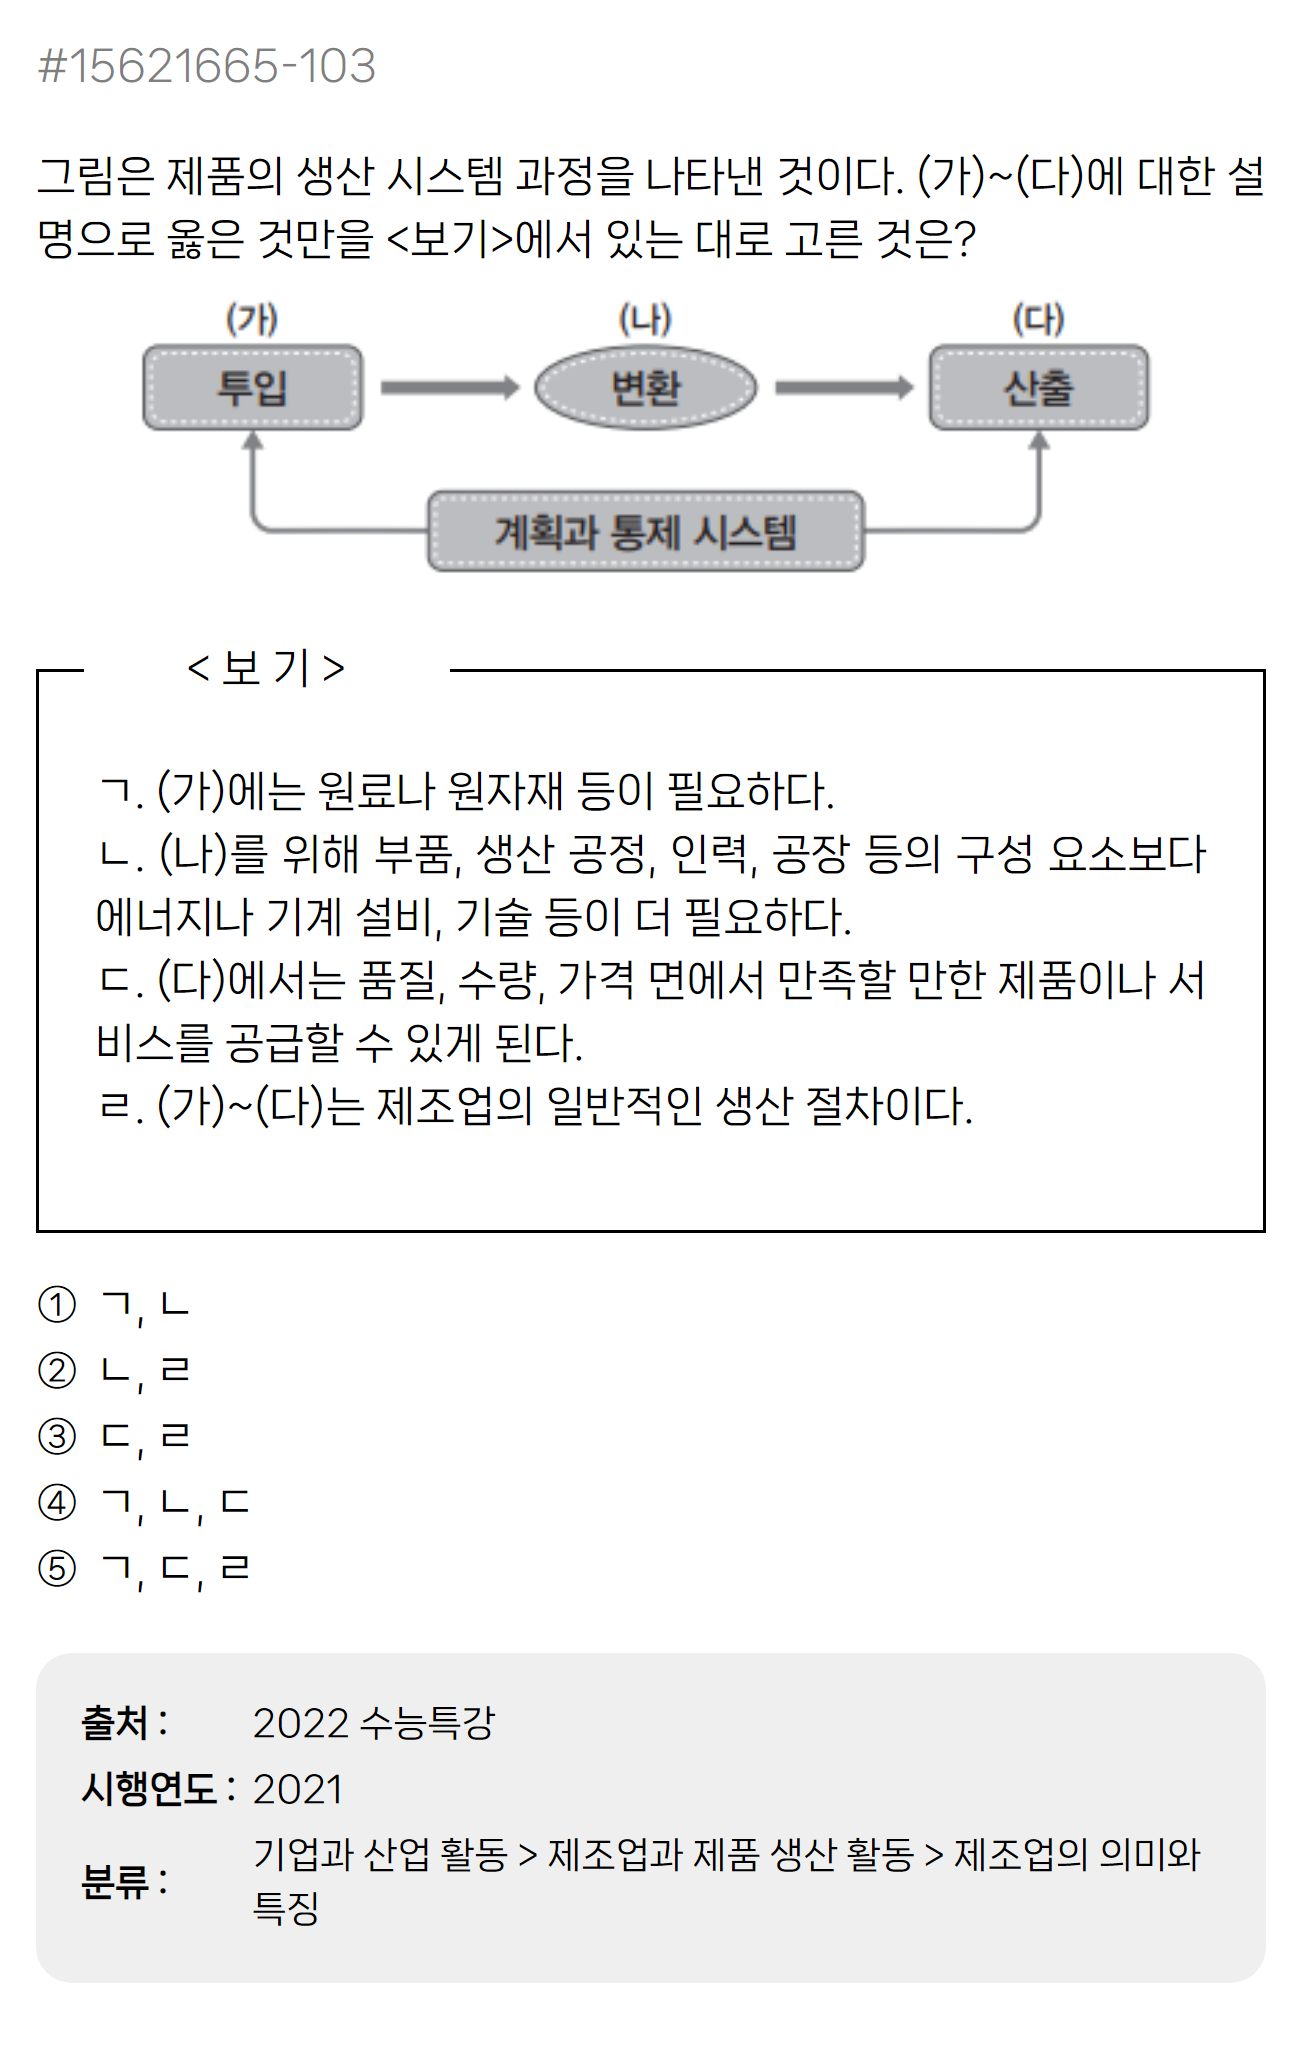 #15621665-103
그림은 제품의 생산 시스템 과정을 나타낸 것이다. (가)~(다)에 대한 설
명으로 옳은 것만을 <보기>에서 있는 대로 고른 것은?
(가) (나) (다)
투입 변환 산출
계획과 통제 시스템
< 보 기 >
ㄱ. (가)에는 원료나 원자재 등이 필요하다.
ㄴ. (나)를 위해 부품, 생산 공정, 인력, 공장 등의 구성 요소보다
에너지나 기계 설비, 기술 등이 더 필요하다.
ㄷ. (다)에서는 품질, 수량, 가격 면에서 만족할 만한 제품이나 서
비스를 공급할 수 있게 된다.
ㄹ. (가)~(다)는 제조업의 일반적인 생산 절차이다.
① ㄱ, ㄴ
② ㄴ, ㄹ
③ ㄷ, ㄹ
④ ㄱ, ㄴ, ㄷ
⑤ ㄱ, ㄷ, ㄹ
출처 : 2022 수능특강
시행연도 : 2021
분류 : 기업과 산업 활동 > 제조업과 제품 생산 활동 > 제조업의 의미와
특징